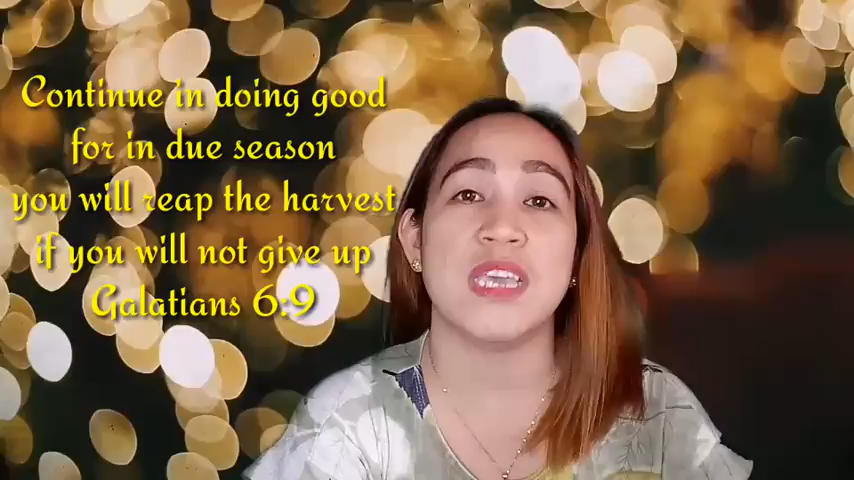 Continue in doing good
for in due season
you will reap the harvest
if you will not give up
Galatians 6:9